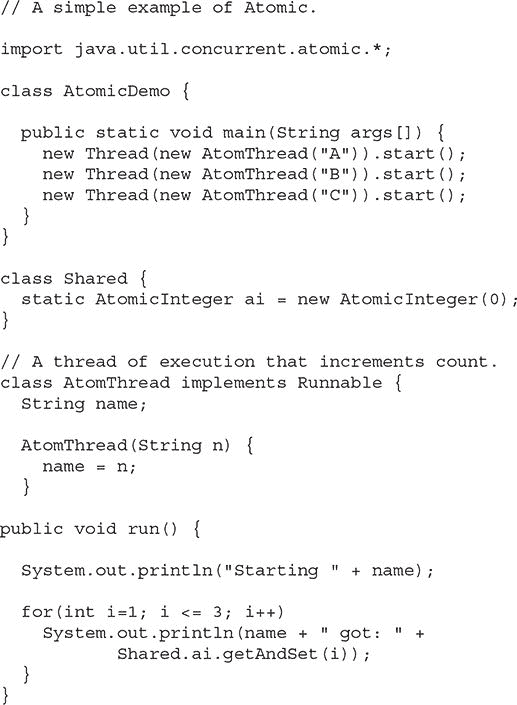 // A simple example of Atomic.

import java.util.concurrent.atomic.*;

class AtomicDemo {

  public static void main(String args[]) {
    new Thread(new AtomThread("A")).start();
    new Thread(new AtomThread("B")).start();
    new Thread(new AtomThread("C")).start();
  }
}

class Shared {
  static AtomicInteger ai = new AtomicInteger(0);
}

// A thread of execution that increments count.
class AtomThread implements Runnable {
  String name;

  AtomThread(String n) {
    name = n;
  }

public void run() {

  System.out.println("Starting " + name);

  for(int i=1; i <= 3; i++)
    System.out.println(name + " got: " +
           Shared.ai.getAndSet(i));
  }
}